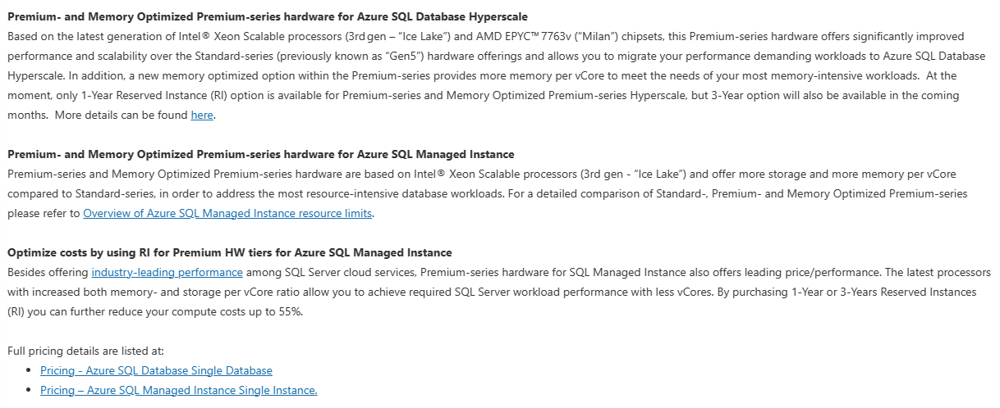 Premium- and Memory Optimized Premium-series hardware for Azure SQL Database Hyperscale
Based on the latest generation of Intel® Xeon Scalable processors (3rd gen – “Ice Lake”) and AMD EPYC™ 7763v (“Milan”) chipsets, this Premium-series hardware offers significantly improved
performance and scalability over the Standard-series (previously known as “Gen5”) hardware offerings and allows you to migrate your performance demanding workloads to Azure SQL Database
Hyperscale. In addition, a new memory optimized option within the Premium-series provides more memory per vCore to meet the needs of your most memory-intensive workloads.  At the
moment, only 1-Year Reserved Instance (RI) option is available for Premium-series and Memory Optimized Premium-series Hyperscale, but 3-Year option will also be available in the coming
months.  More details can be found here.
Premium- and Memory Optimized Premium-series hardware for Azure SQL Managed Instance
Premium-series and Memory Optimized Premium-series hardware are based on Intel® Xeon Scalable processors (3rd gen - “Ice Lake”) and offer more storage and more memory per vCore
compared to Standard-series, in order to address the most resource-intensive database workloads. For a detailed comparison of Standard-, Premium- and Memory Optimized Premium-series
please refer to Overview of Azure SQL Managed Instance resource limits.
Optimize costs by using RI for Premium HW tiers for Azure SQL Managed Instance
Besides offering industry-leading performance among SQL Server cloud services, Premium-series hardware for SQL Managed Instance also offers leading price/performance. The latest processors
with increased both memory- and storage per vCore ratio allow you to achieve required SQL Server workload performance with less vCores. By purchasing 1-Year or 3-Years Reserved Instances
(RI) you can further reduce your compute costs up to 55%.
Full pricing details are listed at:
• Pricing - Azure SQL Database Single Database
• Pricing – Azure SQL Managed Instance Single Instance.